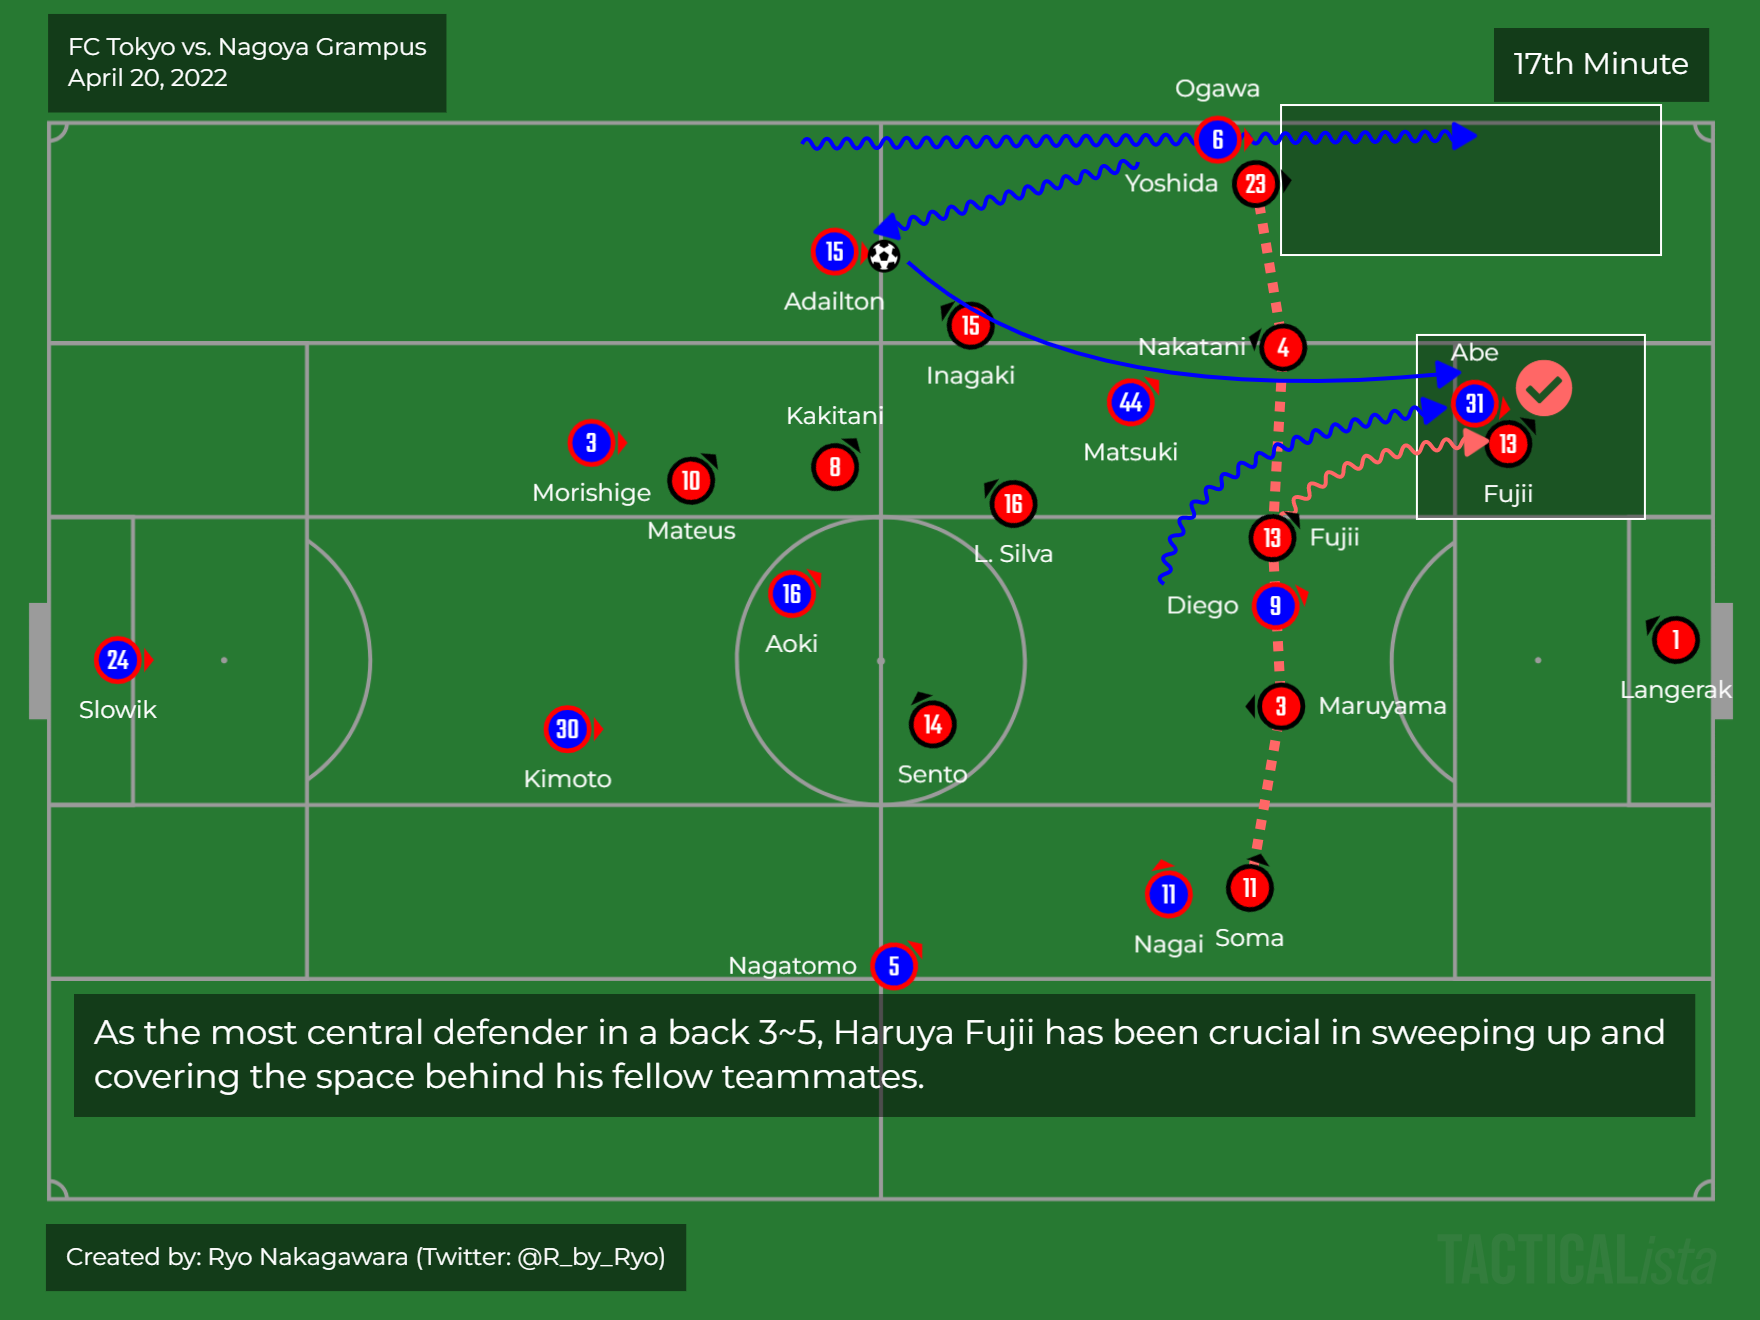 FC Tokyo vs. Nagoya Grampus
April 20, 2022
17th Minute
Ogawa
6
Yoshida
23
15
Adailton
15
Inagaki
Nakatani
4
Abe
31
13
Fujii
44
Matsuki
Kakitani
8
3
Morishige
10
Mateus
16
L. Silva
13
Fujii
16
Aoki
Diego
9
24
Slowik
1
Langerak
30
Kimoto
14
Sento
3
Maruyama
11
Nagai
11
Soma
Nagatomo
5
As the most central defender in a back 3~5, Haruya Fujii has been crucial in sweeping up and
covering the space behind his fellow teammates.
Created by: Ryo Nakagawara (Twitter: @R_by_Ryo)
TACTICALista